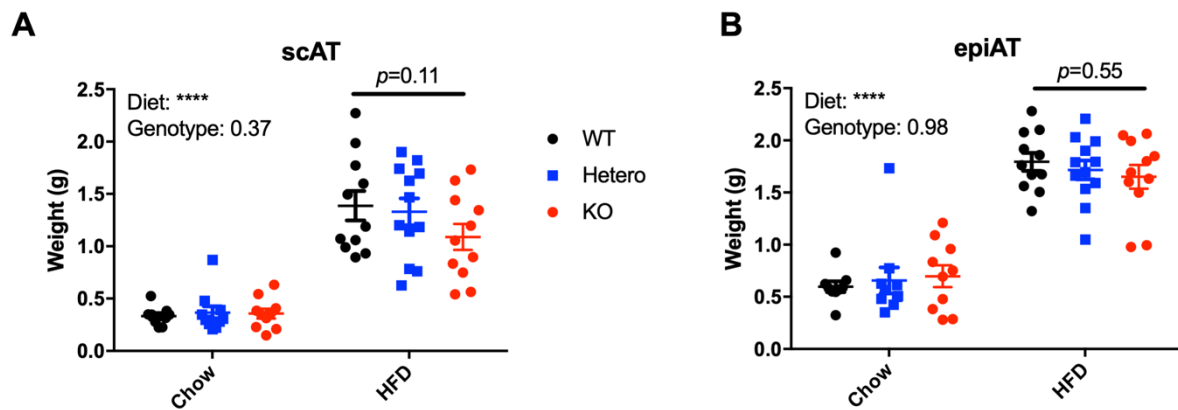 A
scAT
p=0.11
Diet: ****
Genotype: 0.37
2.5
2.0
1.5
1.0
0.5
0.0
Weight (g)
Chow
HFD
WT
Hetero
KO
B
epiAT
p=0.55
Diet: ****
Genotype: 0.98
2.5
2.0
1.5
1.0
0.5
0.0
Weight (g)
Chow
HFD